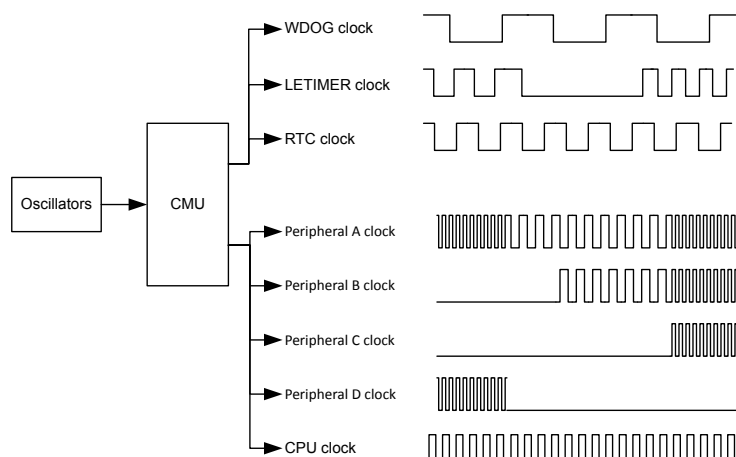 WDOG clock
LETIMER clock
RTC clock
Oscillators
CMU
Peripheral A clock
Peripheral B clock
Peripheral C clock
Peripheral D clock
CPU clock